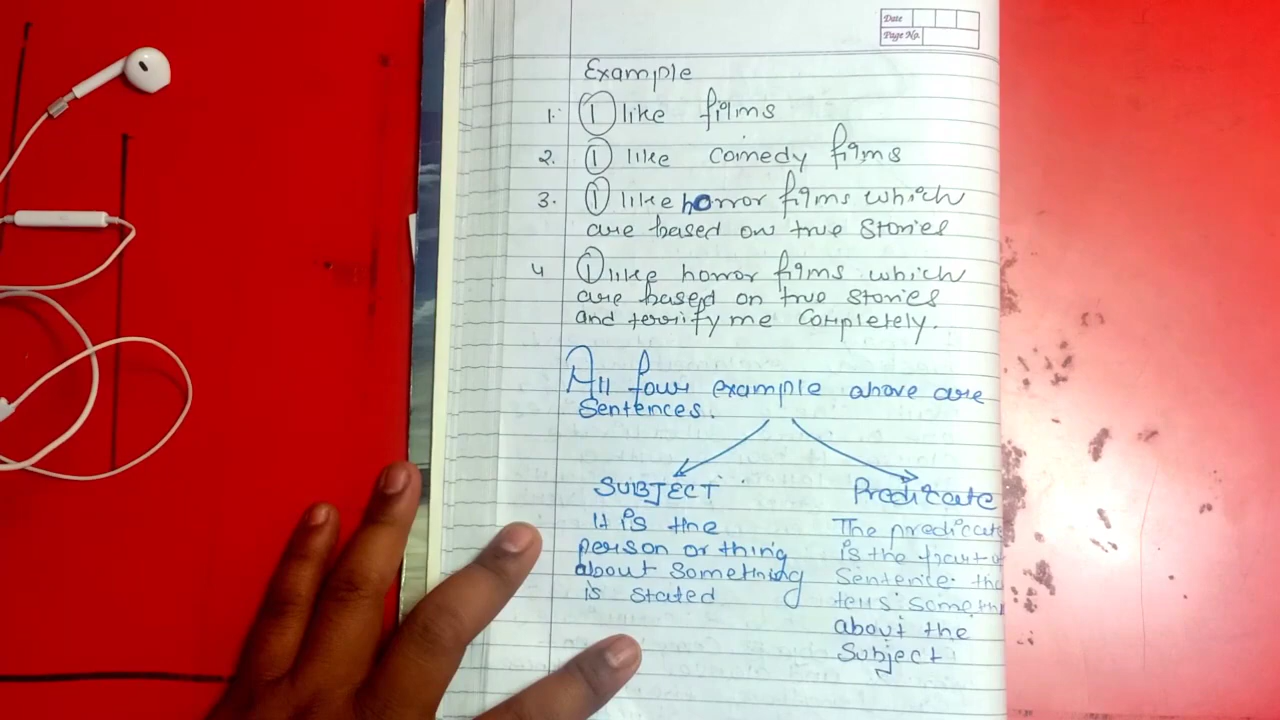 Date
Page No.
Example
1. I like films
2. I like comedy films
3. I like horror films which
are based on true stories
4 I like horror films which
are based on true stories
and terrify me completely.
All four example above are
Sentences.
SUBJECT
It is the
person or thing
about something
is stated
Predicate
The predicate
is the part o
Sentence tha
tells someth
about the
Subject